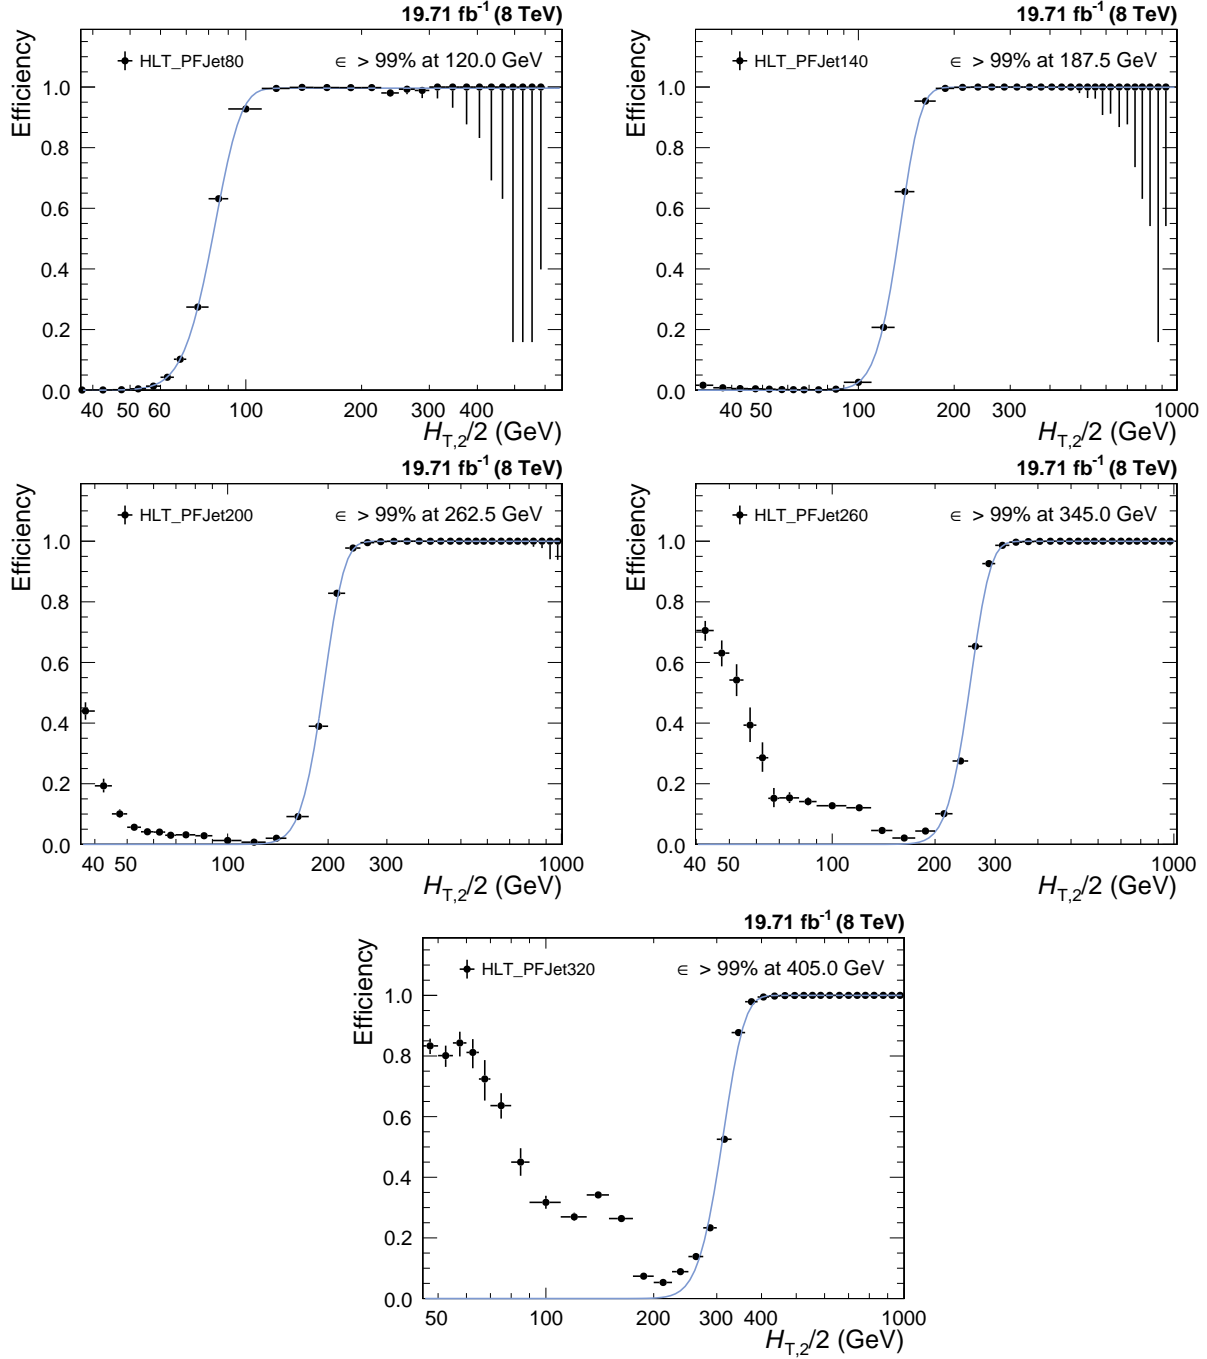 19.71 fb⁻¹ (8 TeV)
Efficiency
HLT_PFJet80
ϵ > 99% at 120.0 GeV
1.0
0.8
0.6
0.4
0.2
0.0
40 50 60 100 200 300 400
H_T,2/2 (GeV)
19.71 fb⁻¹ (8 TeV)
Efficiency
HLT_PFJet140
ϵ > 99% at 187.5 GeV
1.0
0.8
0.6
0.4
0.2
0.0
40 50 100 200 300 1000
H_T,2/2 (GeV)
19.71 fb⁻¹ (8 TeV)
Efficiency
HLT_PFJet200
ϵ > 99% at 262.5 GeV
1.0
0.8
0.6
0.4
0.2
0.0
40 50 100 200 300 1000
H_T,2/2 (GeV)
19.71 fb⁻¹ (8 TeV)
Efficiency
HLT_PFJet260
ϵ > 99% at 345.0 GeV
1.0
0.8
0.6
0.4
0.2
0.0
40 50 100 200 300 1000
H_T,2/2 (GeV)
19.71 fb⁻¹ (8 TeV)
Efficiency
HLT_PFJet320
ϵ > 99% at 405.0 GeV
1.0
0.8
0.6
0.4
0.2
0.0
50 100 200 300 400 1000
H_T,2/2 (GeV)